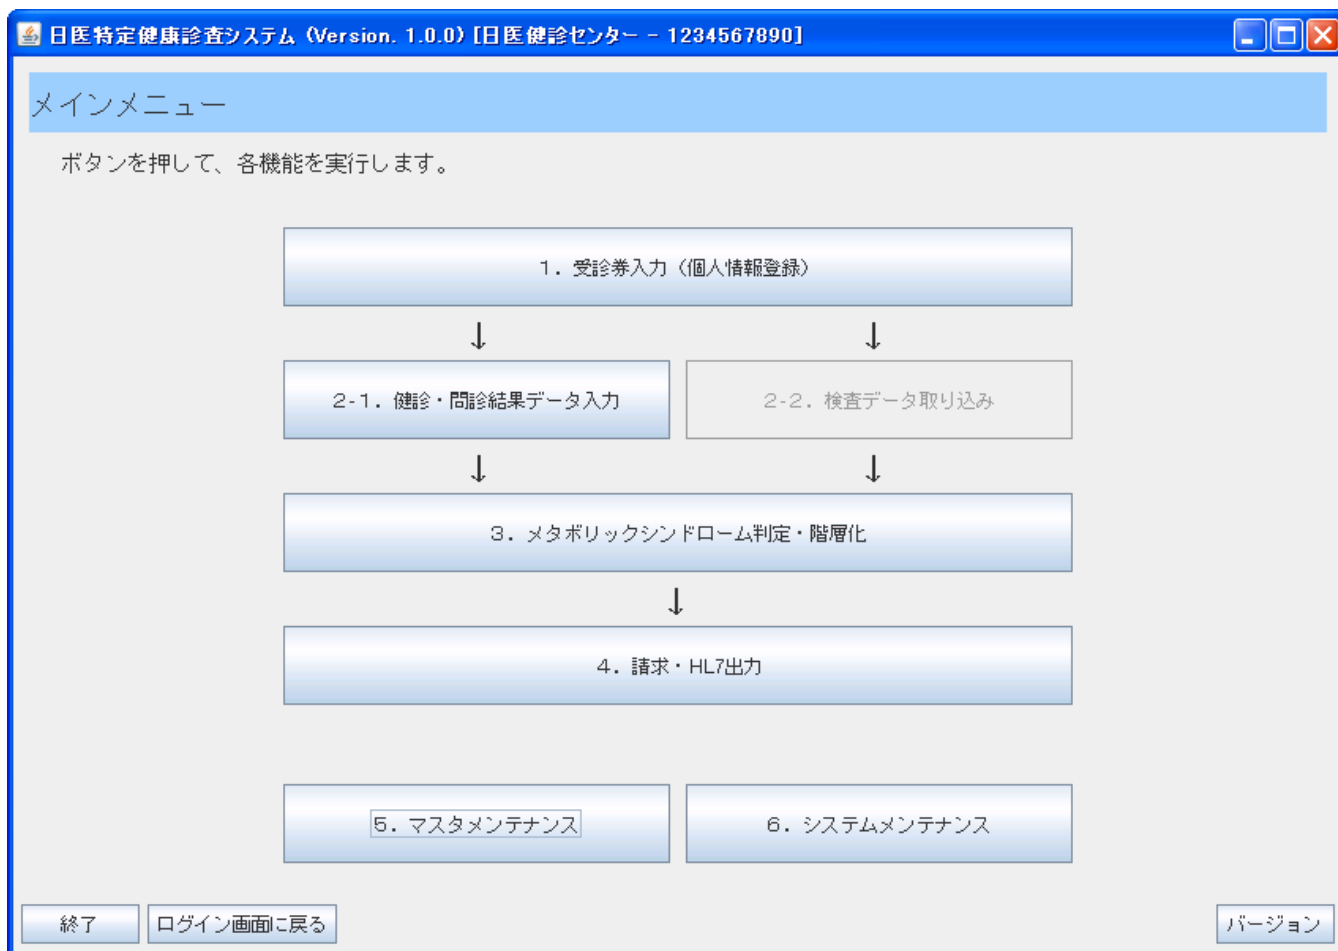 日医特定健康診査システム (Version. 1.0.0) [日医健診センター - 1234567890]
メインメニュー
ボタンを押して、各機能を実行します。
1. 受診券入力（個人情報登録）
↓ ↓
2-1. 健診・問診結果データ入力
2-2. 検査データ取り込み
↓ ↓
3. メタボリックシンドローム判定・階層化
↓
4. 請求・HL7出力
5. マスタメンテナンス
6. システムメンテナンス
終了
ログイン画面に戻る
バージョン